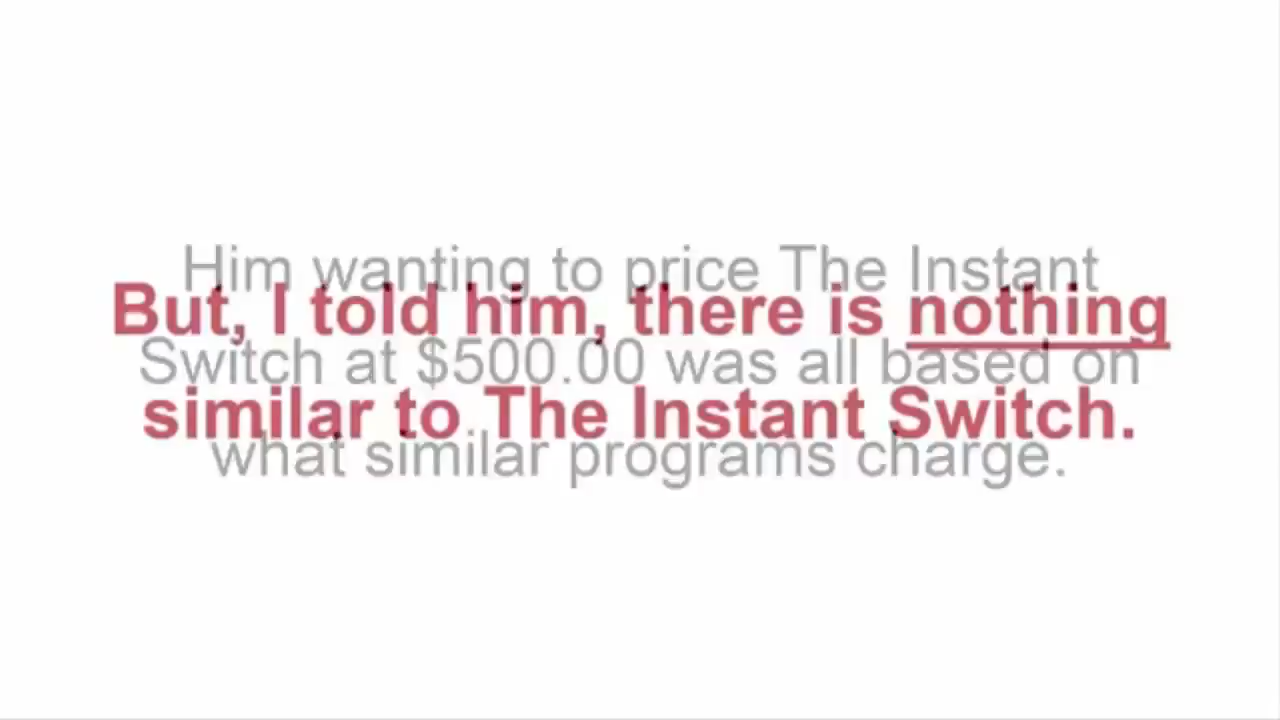 Him wanting to price The Instant
Switch at $500.00 was all based on
what similar programs charge.
But, I told him, there is nothing
similar to The Instant Switch.